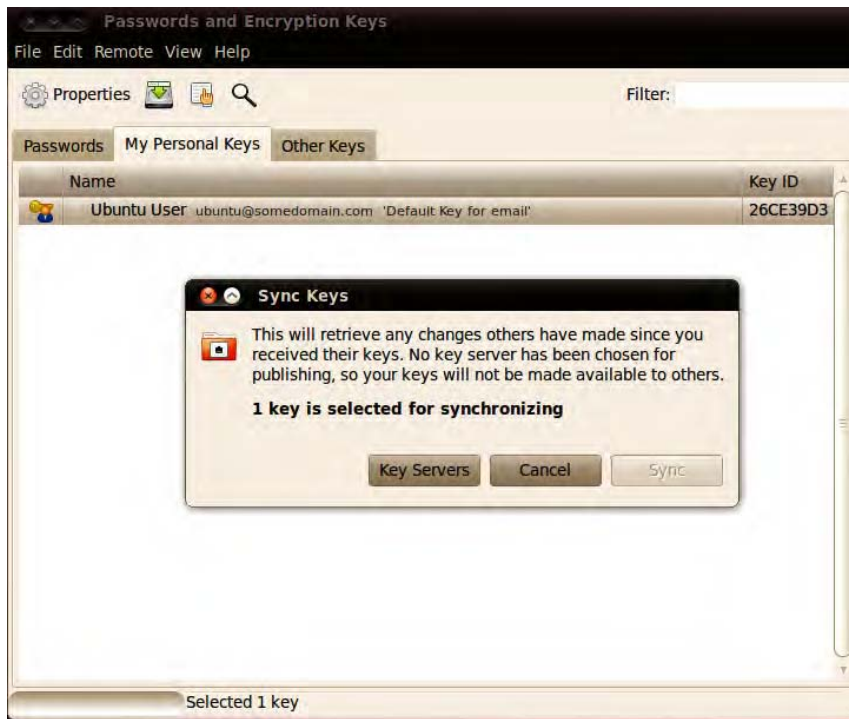 Passwords and Encryption Keys
File Edit Remote View Help
Properties
Filter:
Passwords My Personal Keys Other Keys
Name Key ID
Ubuntu User ubuntu@somedomain.com 'Default Key for email' 26CE39D3
Sync Keys
This will retrieve any changes others have made since you
received their keys. No key server has been chosen for
publishing, so your keys will not be made available to others.
1 key is selected for synchronizing
Key Servers Cancel Sync
Selected 1 key